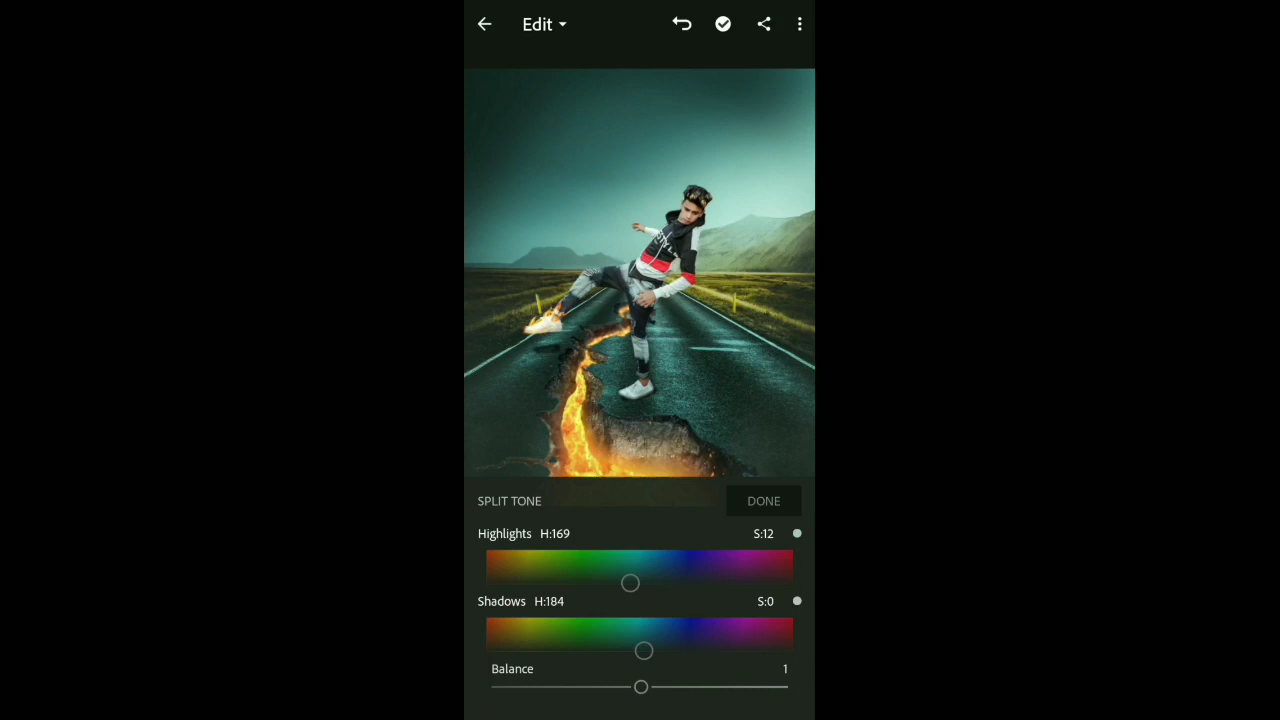 Edit
SPLIT TONE
DONE
Highlights H:169 S:12
Shadows H:184 S:0
Balance 1